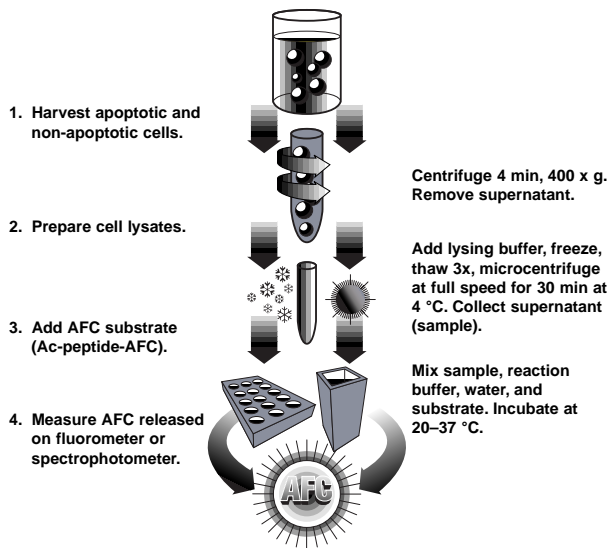 1. Harvest apoptotic and
non-apoptotic cells.
Centrifuge 4 min, 400 x g.
Remove supernatant.
2. Prepare cell lysates.
Add lysing buffer, freeze,
thaw 3x, microcentrifuge
at full speed for 30 min at
4 °C. Collect supernatant
(sample).
3. Add AFC substrate
(Ac-peptide-AFC).
Mix sample, reaction
buffer, water, and
substrate. Incubate at
20–37 °C.
4. Measure AFC released
on fluorometer or
spectrophotometer.
AFC